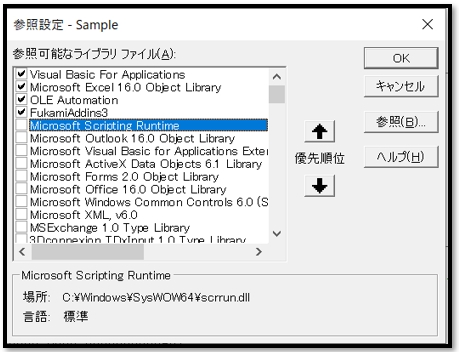 参照設定 - Sample
参照可能なライブラリ ファイル(A):
Visual Basic For Applications
Microsoft Excel 16.0 Object Library
OLE Automation
FukamiAddins3
Microsoft Scripting Runtime
Microsoft Outlook 16.0 Object Library
Microsoft Visual Basic for Applications Exter
Microsoft ActiveX Data Objects 6.1 Library
Microsoft Forms 2.0 Object Library
Microsoft Office 16.0 Object Library
Microsoft Windows Common Controls 6.0 (S
Microsoft XML, v6.0
MSExchange 1.0 Type Library
3Dconnexion TDxInput 1.0 Type Library
優先順位
OK
キャンセル
参照(B)...
ヘルプ(H)
Microsoft Scripting Runtime
場所: C:¥Windows¥SysWOW64¥scrrun.dll
言語: 標準